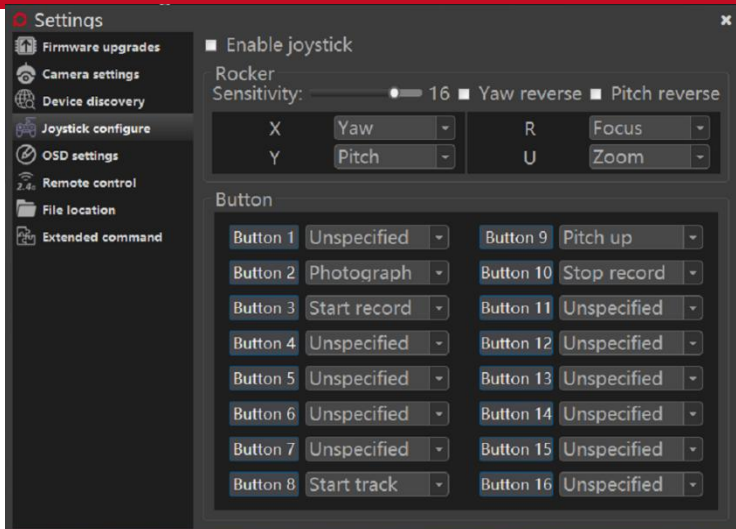 Settings
Firmware upgrades
Camera settings
Device discovery
Joystick configure
OSD settings
2.4G Remote control
File location
Extended command
Enable joystick
Rocker
Sensitivity: 16 Yaw reverse Pitch reverse
X Yaw R Focus
Y Pitch U Zoom
Button
Button 1 Unspecified Button 9 Pitch up
Button 2 Photograph Button 10 Stop record
Button 3 Start record Button 11 Unspecified
Button 4 Unspecified Button 12 Unspecified
Button 5 Unspecified Button 13 Unspecified
Button 6 Unspecified Button 14 Unspecified
Button 7 Unspecified Button 15 Unspecified
Button 8 Start track Button 16 Unspecified